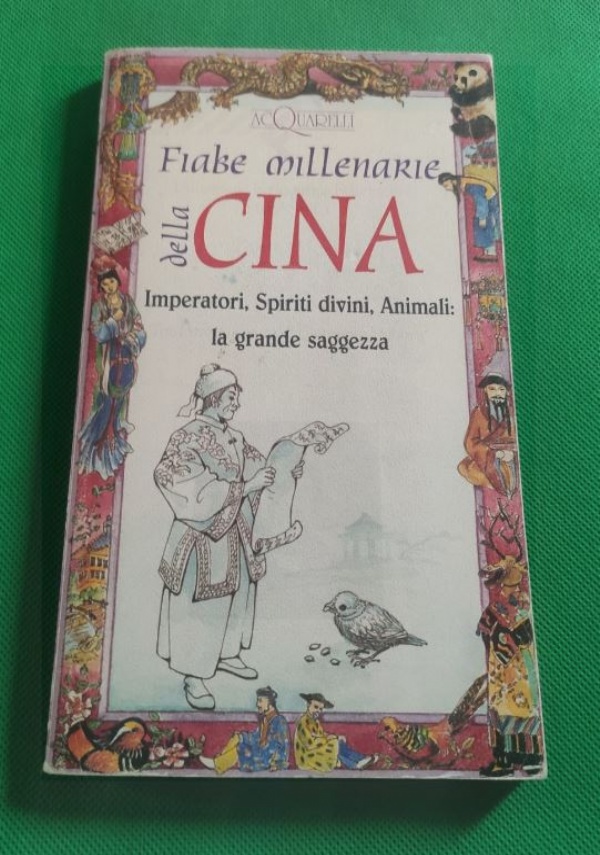 ACQUARELLI
Fiabe millenarie
della CINA
Imperatori, Spiriti divini, Animali:
la grande saggezza